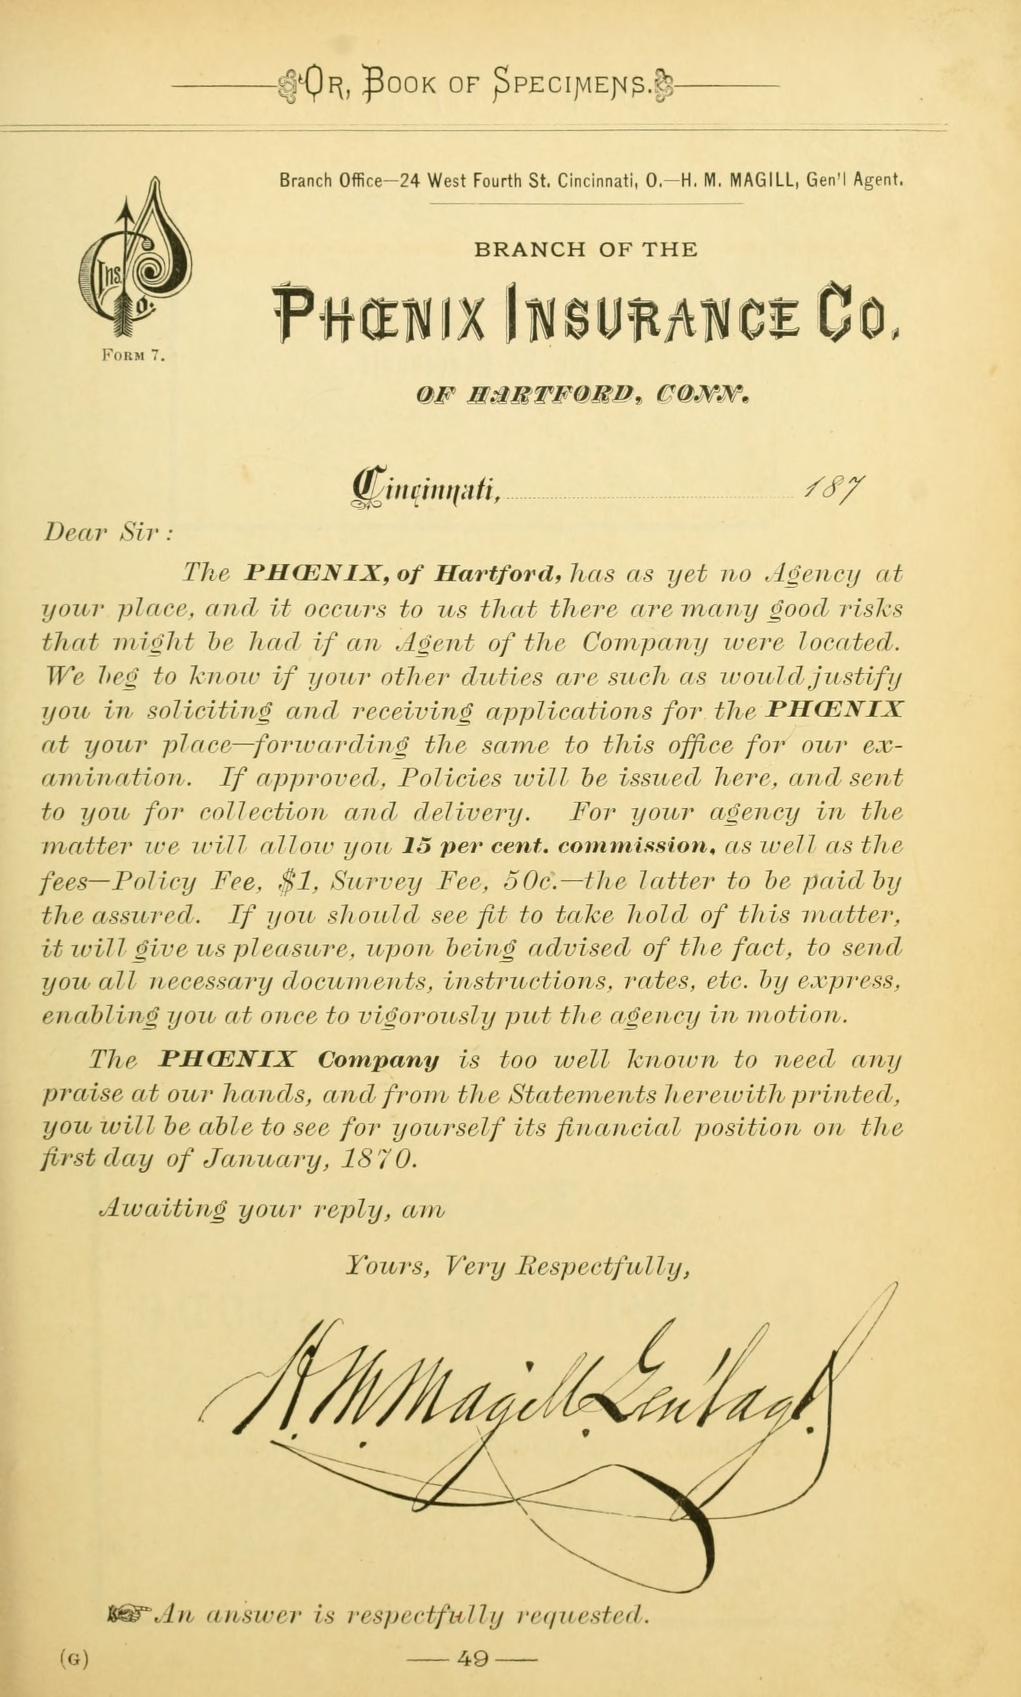 Or, Book of Specimens.
Branch Office—24 West Fourth St. Cincinnati, O.—H. M. MAGILL, Gen'l Agent.
Ins.
Co.
Form 7.
BRANCH OF THE
PHŒNIX INSURANCE CO.
OF HARTFORD, CONN.
Cincinnati, 187
Dear Sir:
The PHŒNIX, of Hartford, has as yet no Agency at
your place, and it occurs to us that there are many good risks
that might be had if an Agent of the Company were located.
We beg to know if your other duties are such as would justify
you in soliciting and receiving applications for the PHŒNIX
at your place—forwarding the same to this office for our ex-
amination. If approved, Policies will be issued here, and sent
to you for collection and delivery. For your agency in the
matter we will allow you 15 per cent. commission, as well as the
fees—Policy Fee, $1, Survey Fee, 50c.—the latter to be paid by
the assured. If you should see fit to take hold of this matter,
it will give us pleasure, upon being advised of the fact, to send
you all necessary documents, instructions, rates, etc. by express,
enabling you at once to vigorously put the agency in motion.
The PHŒNIX Company is too well known to need any
praise at our hands, and from the Statements herewith printed,
you will be able to see for yourself its financial position on the
first day of January, 1870.
Awaiting your reply, am
Yours, Very Respectfully,
H. M. Magill. Gen'l agt.
An answer is respectfully requested.
(G) — 49 —